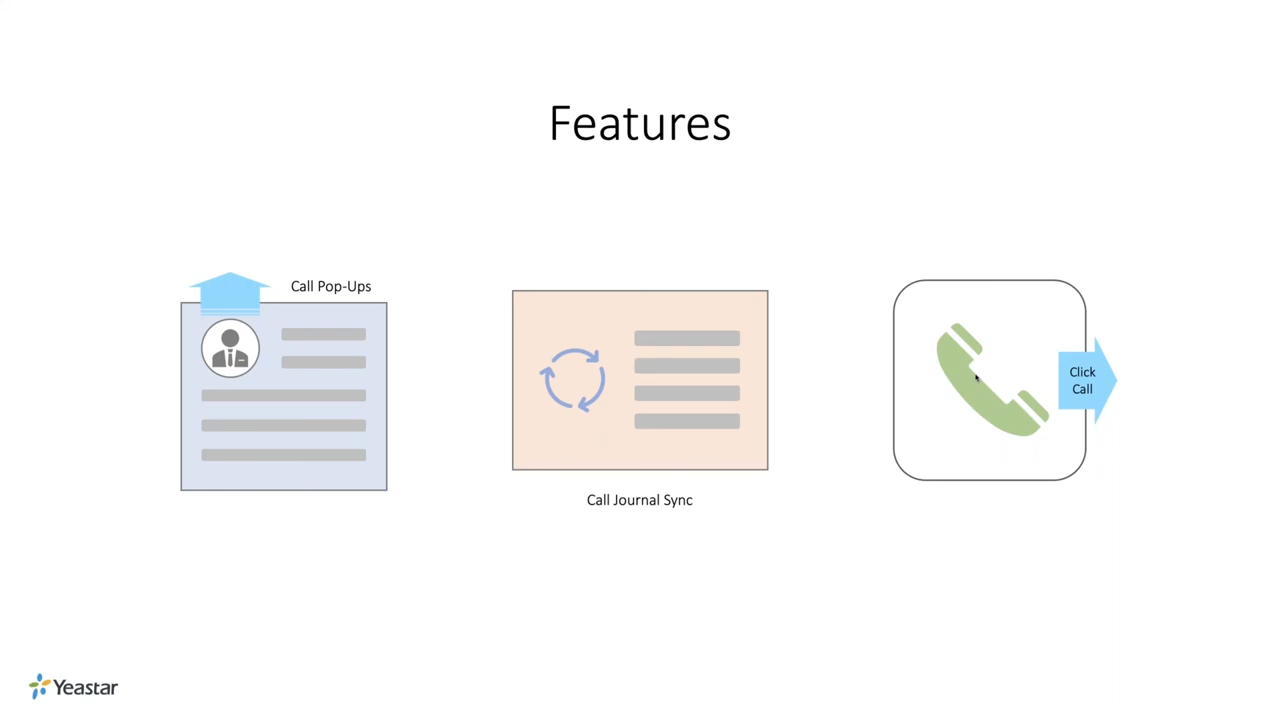 Features
Call Pop-Ups
Click
Call
Call Journal Sync
Yeastar